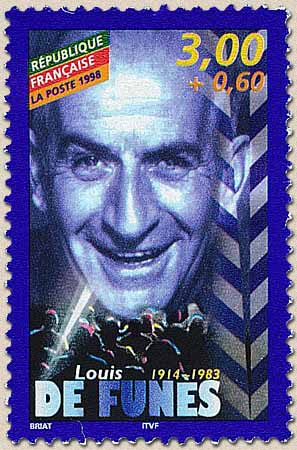 RÉPUBLIQUE
FRANÇAISE
LA POSTE 1998
3,00
+ 0,60
Louis 1914-1983
DE FUNES
BRIAT ITVF